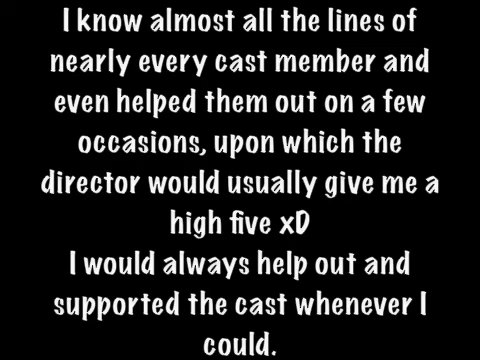 I know almost all the lines of
nearly every cast member and
even helped them out on a few
occasions, upon which the
director would usually give me a
high five xD
I would always help out and
supported the cast whenever I
could.